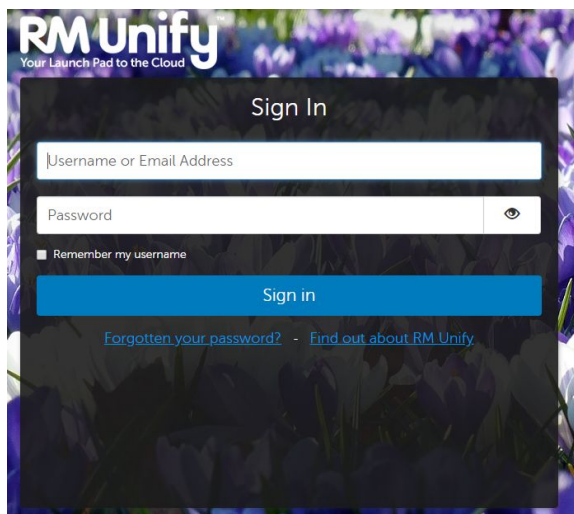 RM Unify™
Your Launch Pad to the Cloud
Sign In
Username or Email Address
Password
Remember my username
Sign in
Forgotten your password? - Find out about RM Unify